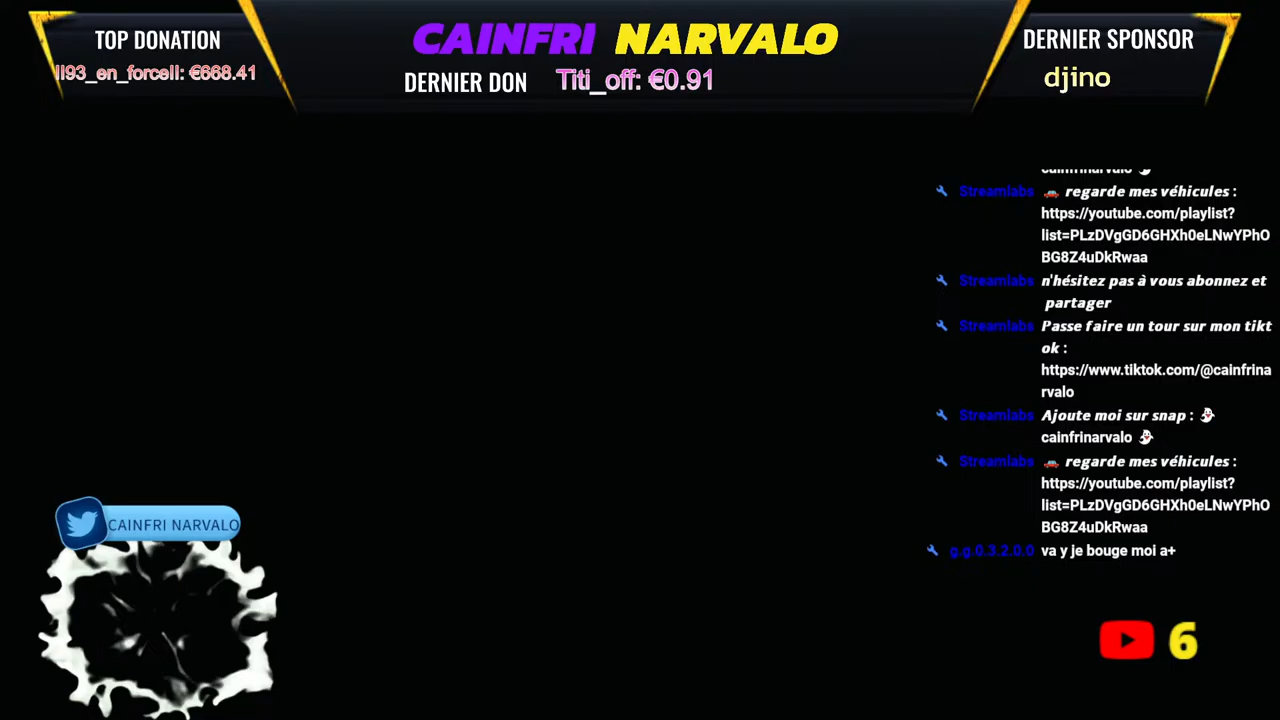 TOP DONATION
ll93_en_forcell: €668.41
CAINFRI NARVALO
DERNIER DON Titi_off: €0.91
DERNIER SPONSOR
djino
cainfrinarvalo 👻
Streamlabs 🚗 regarde mes véhicules :
https://youtube.com/playlist?
list=PLzDVgGD6GHXh0eLNwYPhO
BG8Z4uDkRwaa
Streamlabs n'hésitez pas à vous abonnez et
partager
Streamlabs Passe faire un tour sur mon tikt
ok :
https://www.tiktok.com/@cainfrina
rvalo
Streamlabs Ajoute moi sur snap : 👻
cainfrinarvalo 👻
Streamlabs 🚗 regarde mes véhicules :
https://youtube.com/playlist?
list=PLzDVgGD6GHXh0eLNwYPhO
BG8Z4uDkRwaa
g.g.0.3.2.0.0 va y je bouge moi a+
CAINFRI NARVALO
6